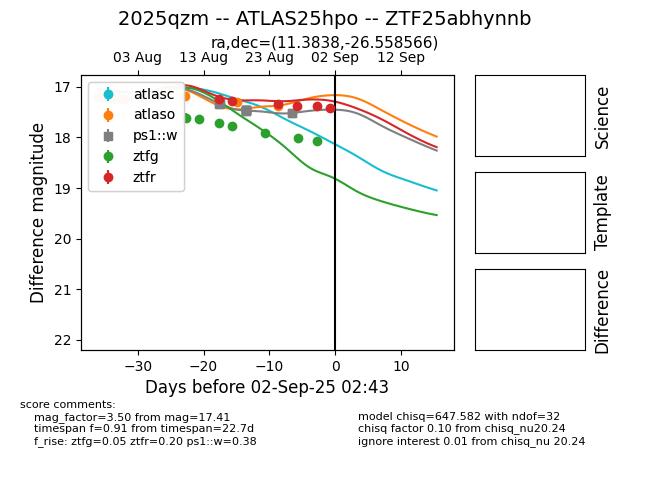 2025qzm -- ATLAS25hpo -- ZTF25abhynnb
ra,dec=(11.3838,-26.558566)
03 Aug 13 Aug 23 Aug 02 Sep 12 Sep
17
18
19
20
21
22
Difference magnitude
atlasc
atlaso
ps1::w
ztfg
ztfr
−30 −20 −10 0 10
Days before 02-Sep-25 02:43
Science
Template
Difference
score comments:
mag_factor=3.50 from mag=17.41
timespan f=0.91 from timespan=22.7d
f_rise: ztfg=0.05 ztfr=0.20 ps1::w=0.38
model chisq=647.582 with ndof=32
chisq factor 0.10 from chisq_nu20.24
ignore interest 0.01 from chisq_nu 20.24